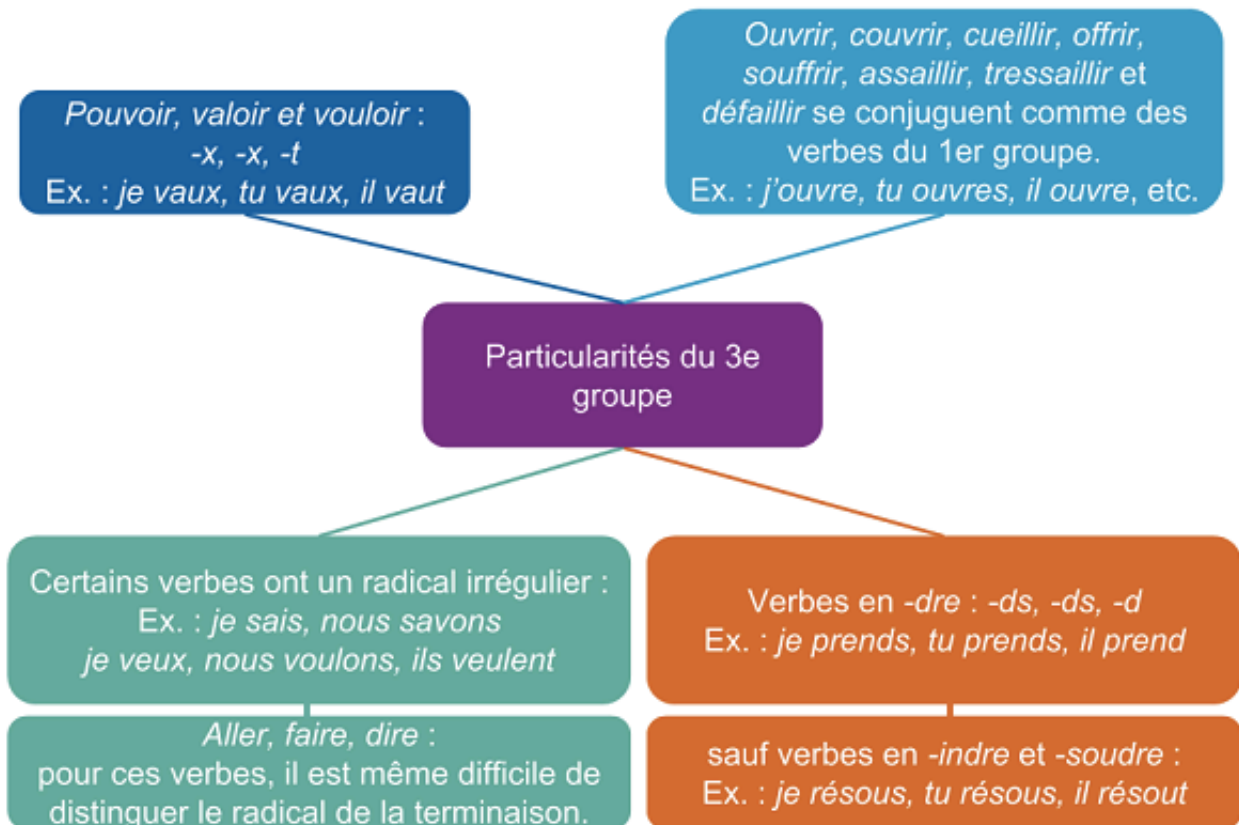 Pouvoir, valoir et vouloir :
-x, -x, -t
Ex. : je vaux, tu vaux, il vaut
Ouvrir, couvrir, cueillir, offrir,
souffrir, assaillir, tressaillir et
défaillir se conjuguent comme des
verbes du 1er groupe.
Ex. : j’ouvre, tu ouvres, il ouvre, etc.
Particularités du 3e
groupe
Certains verbes ont un radical irrégulier :
Ex. : je sais, nous savons
je veux, nous voulons, ils veulent
Aller, faire, dire :
pour ces verbes, il est même difficile de
distinguer le radical de la terminaison.
Verbes en -dre : -ds, -ds, -d
Ex. : je prends, tu prends, il prend
sauf verbes en -indre et -soudre :
Ex. : je résous, tu résous, il résout